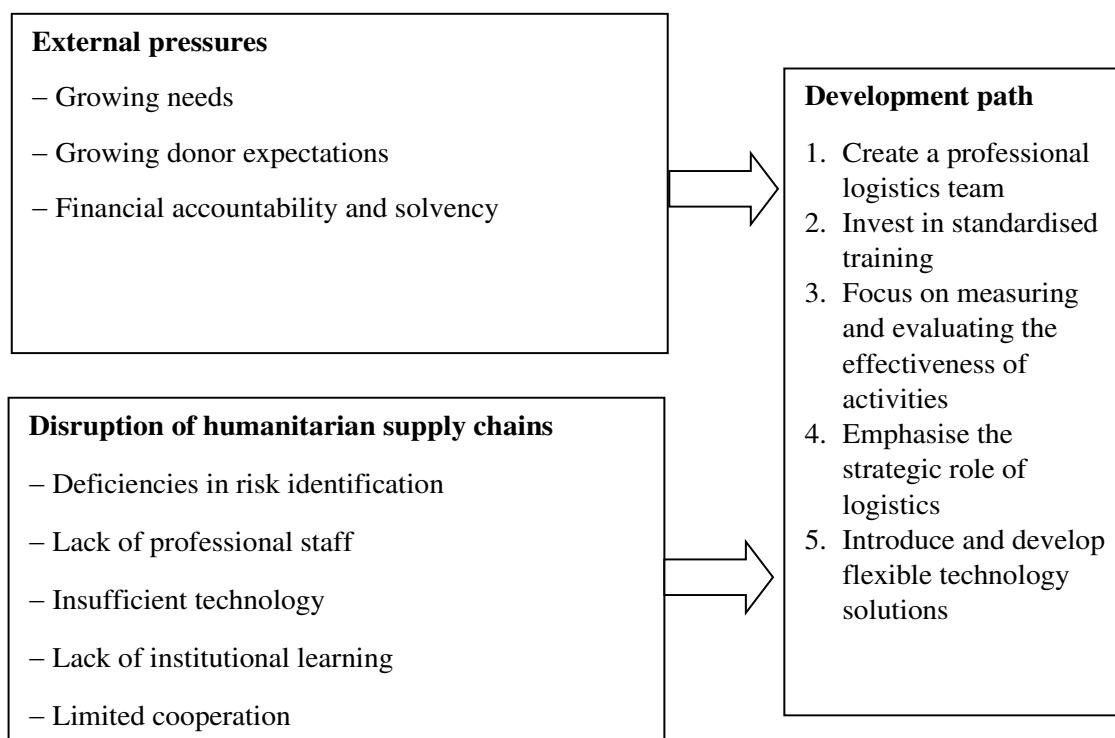 External pressures
– Growing needs
– Growing donor expectations
– Financial accountability and solvency
Disruption of humanitarian supply chains
– Deficiencies in risk identification
– Lack of professional staff
– Insufficient technology
– Lack of institutional learning
– Limited cooperation
Development path
1. Create a professional
logistics team
2. Invest in standardised
training
3. Focus on measuring
and evaluating the
effectiveness of
activities
4. Emphasise the
strategic role of
logistics
5. Introduce and develop
flexible technology
solutions